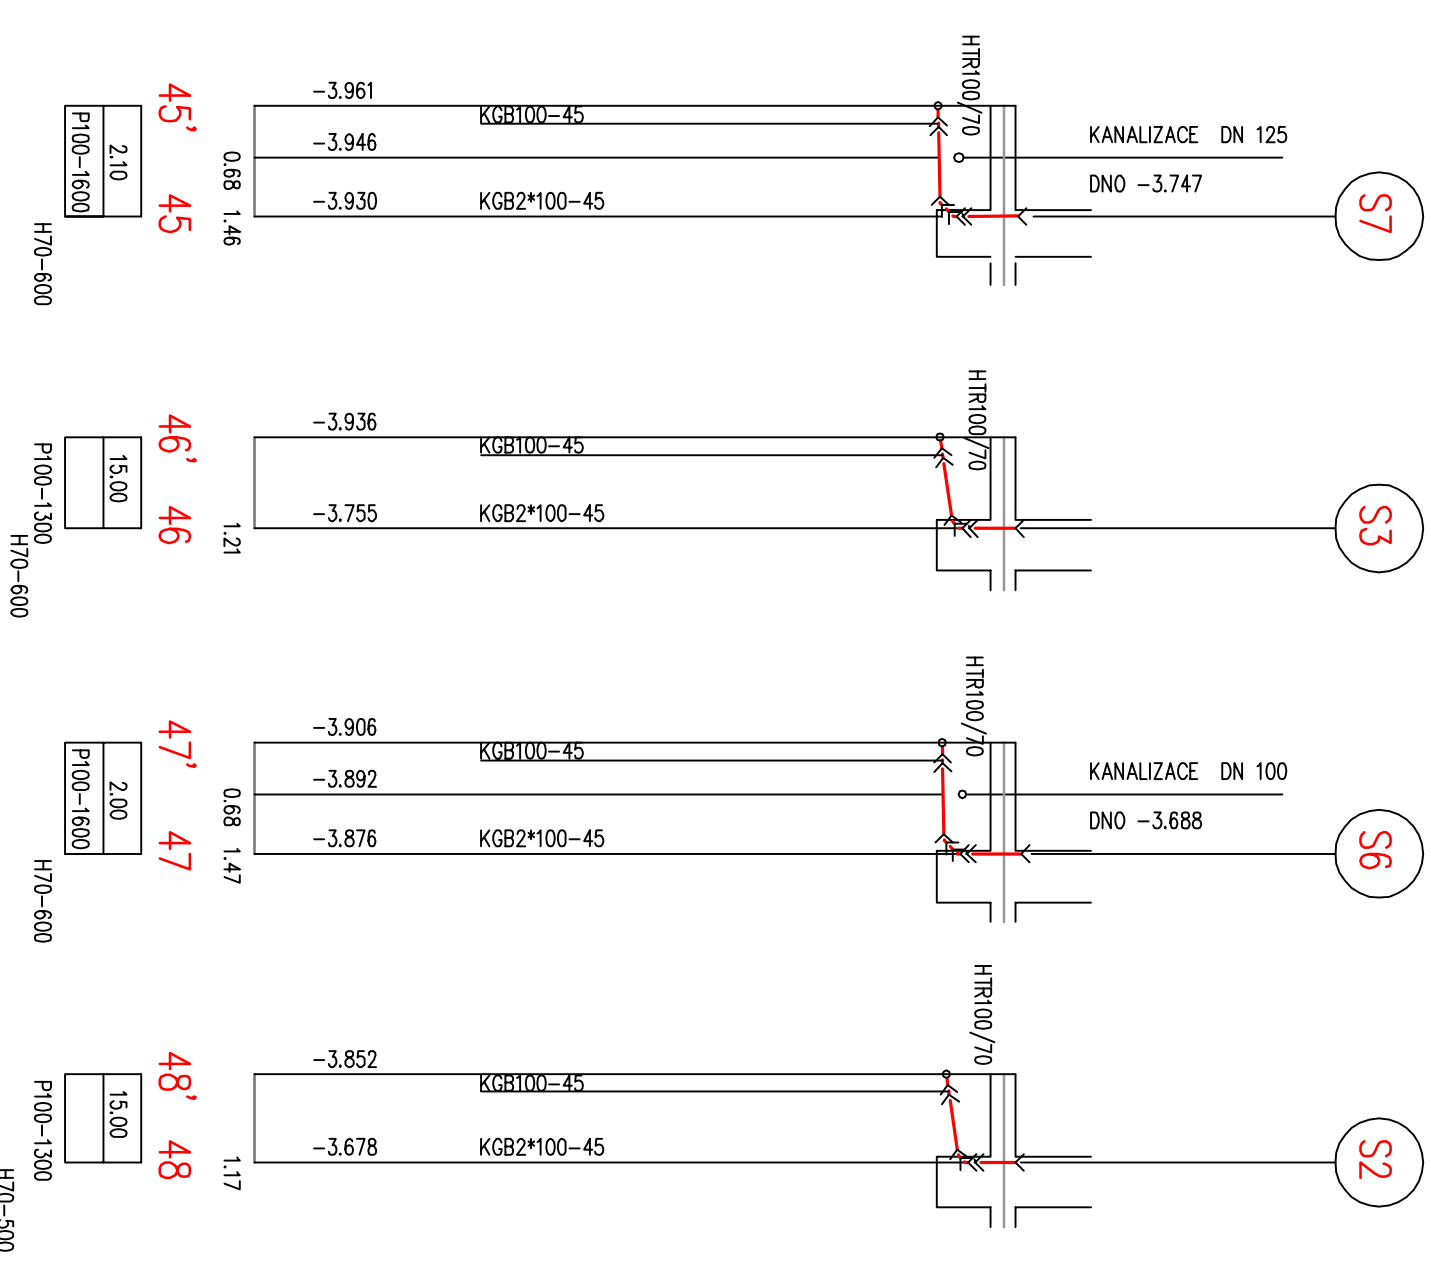 HTR100/70
-3.961
KGB100-45
KANALIZACE DN 125
-3.946
DNO -3.747
-3.930
KGB2*100-45
S7
45'
45
0.68
1.46
2.10
P100-1600
H70-600
HTR100/70
-3.936
KGB100-45
-3.755
KGB2*100-45
S3
46'
46
1.21
15.00
P100-1300
H70-600
HTR100/70
-3.906
KGB100-45
KANALIZACE DN 100
-3.892
DNO -3.688
-3.876
KGB2*100-45
S6
47'
47
0.68
1.47
2.00
P100-1600
H70-600
HTR100/70
-3.852
KGB100-45
-3.678
KGB2*100-45
S2
48'
48
1.17
15.00
P100-1300
H70-500